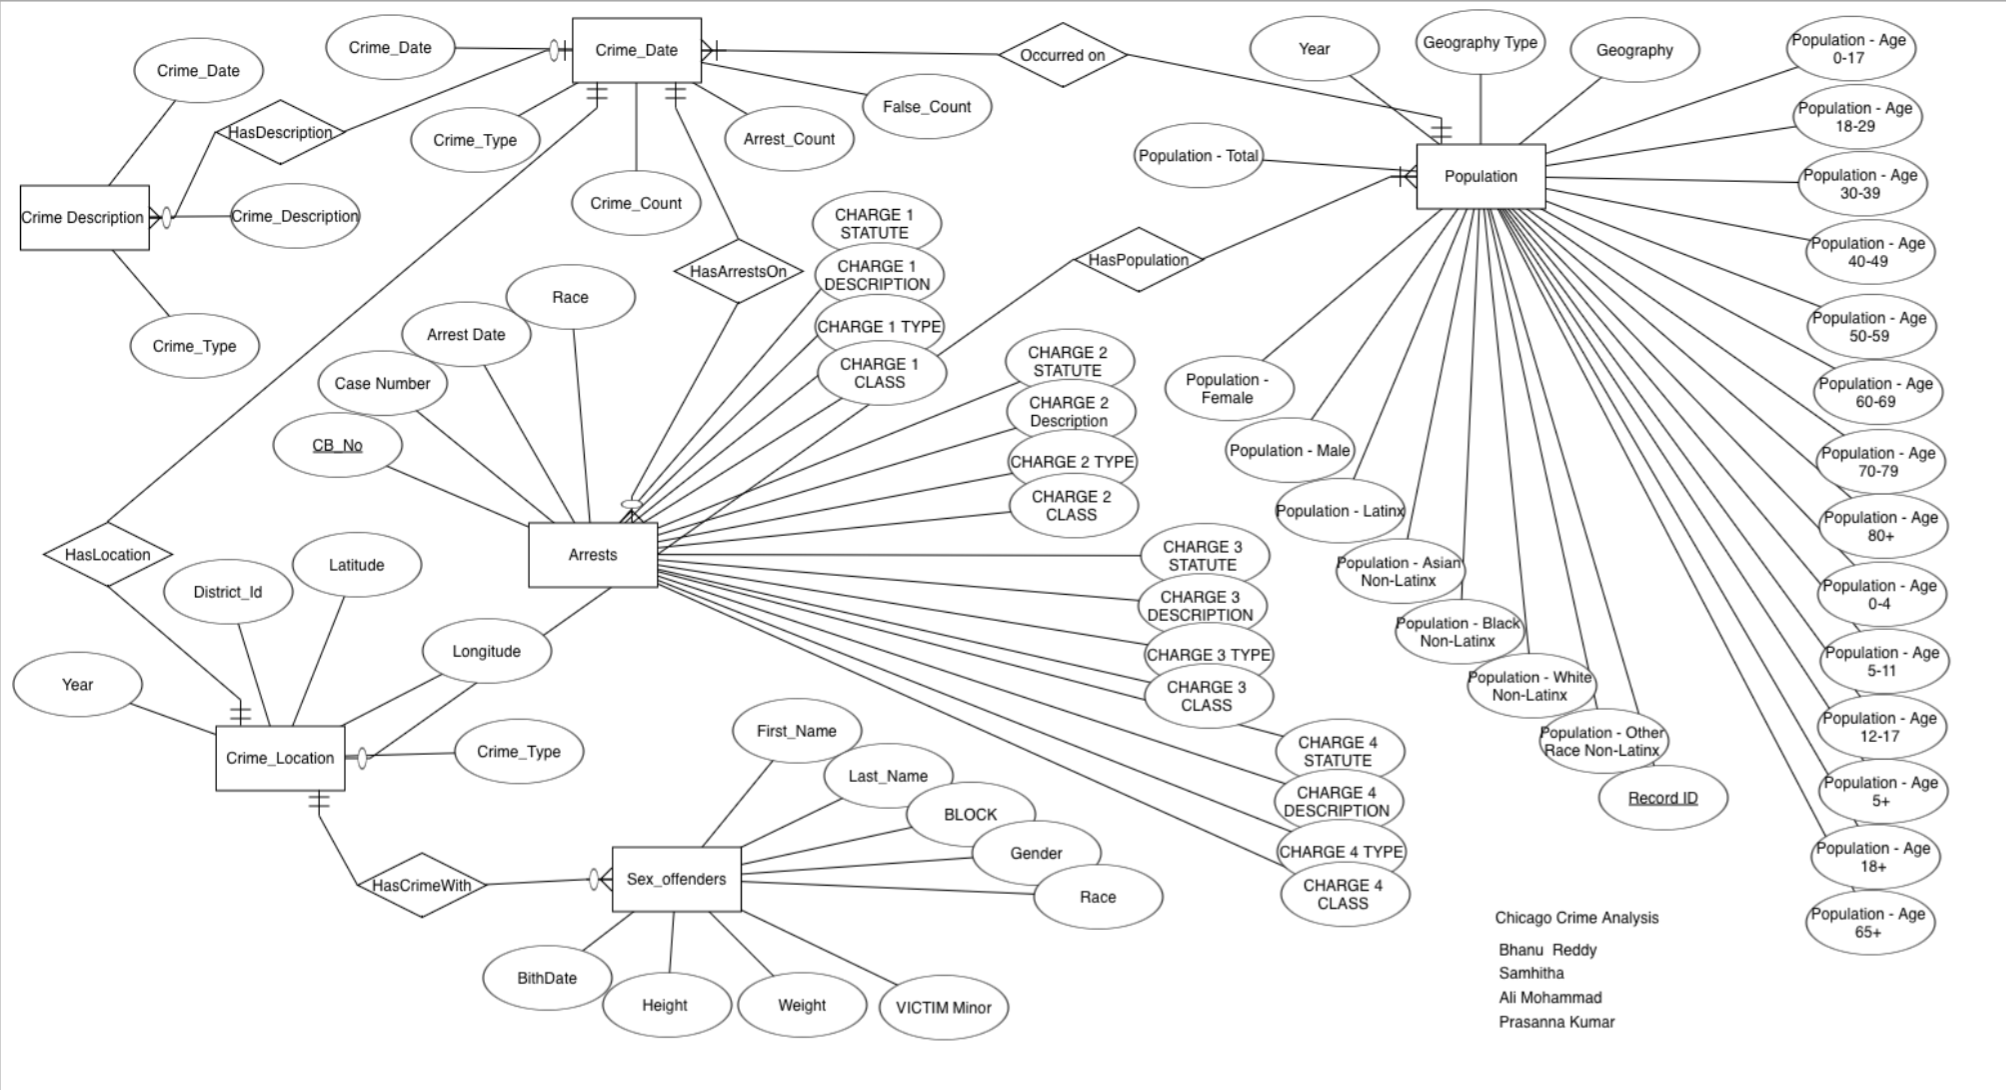 Crime_Date
Crime_Date
Crime_Date
Occurred on
Year
Geography Type
Geography
Population - Age
0-17
HasDescription
Crime_Type
Arrest_Count
False_Count
Population - Total
Population - Age
18-29
Crime Description
Crime_Description
Crime_Count
Population
Population - Age
30-39
CHARGE 1
STATUTE
HasArrestsOn
CHARGE 1
DESCRIPTION
HasPopulation
Population - Age
40-49
Crime_Type
Arrest Date
Race
CHARGE 1 TYPE
CHARGE 1
CLASS
Population - Age
50-59
Case Number
CHARGE 2
STATUTE
CHARGE 2
Description
Population -
Female
Population - Age
60-69
CB_No
CHARGE 2 TYPE
Population - Male
Population - Age
70-79
CHARGE 2
CLASS
Population - Latinx
Population - Age
80+
HasLocation
District_Id
Latitude
Arrests
CHARGE 3
STATUTE
Population - Asian
Non-Latinx
Population - Age
0-4
CHARGE 3
DESCRIPTION
Population - Black
Non-Latinx
Year
Longitude
CHARGE 3 TYPE
Population - White
Non-Latinx
Population - Age
5-11
CHARGE 3
CLASS
Population - Other
Race Non-Latinx
Population - Age
12-17
Crime_Location
Crime_Type
First_Name
CHARGE 4
STATUTE
Record ID
Population - Age
5+
Last_Name
CHARGE 4
DESCRIPTION
BLOCK
Gender
CHARGE 4 TYPE
Population - Age
18+
HasCrimeWith
Sex_offenders
Race
CHARGE 4
CLASS
Population - Age
65+
BithDate
Height
Weight
VICTIM Minor
Chicago Crime Analysis
Bhanu Reddy
Samhitha
Ali Mohammad
Prasanna Kumar